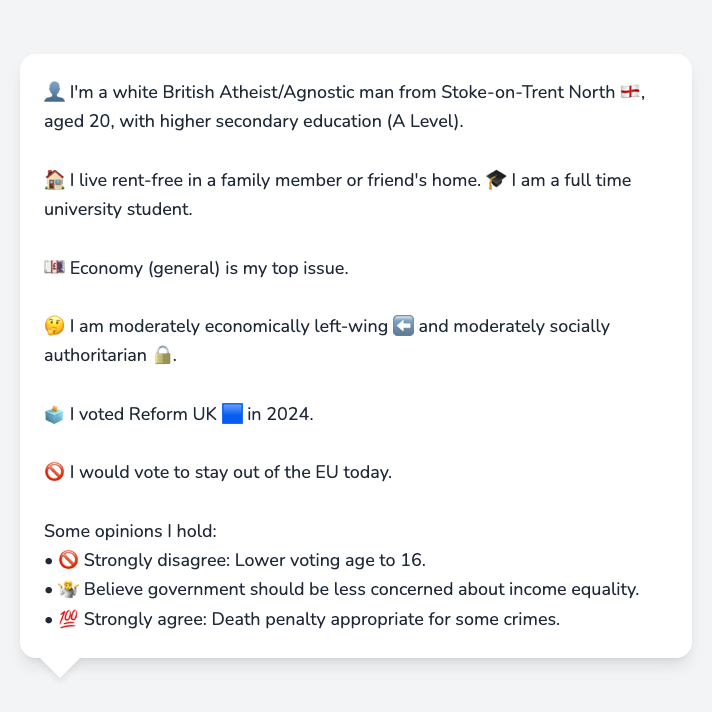 👤 I'm a white British Atheist/Agnostic man from Stoke-on-Trent North 🏴󠁧󠁢󠁥󠁮󠁧󠁿,
aged 20, with higher secondary education (A Level).
🏠 I live rent-free in a family member or friend's home. 🎓 I am a full time
university student.
💷 Economy (general) is my top issue.
🤔 I am moderately economically left-wing ⬅️ and moderately socially
authoritarian 🔒.
🗳️ I voted Reform UK 🟦 in 2024.
🚫 I would vote to stay out of the EU today.
Some opinions I hold:
• 🚫 Strongly disagree: Lower voting age to 16.
• 🤷 Believe government should be less concerned about income equality.
• 💯 Strongly agree: Death penalty appropriate for some crimes.